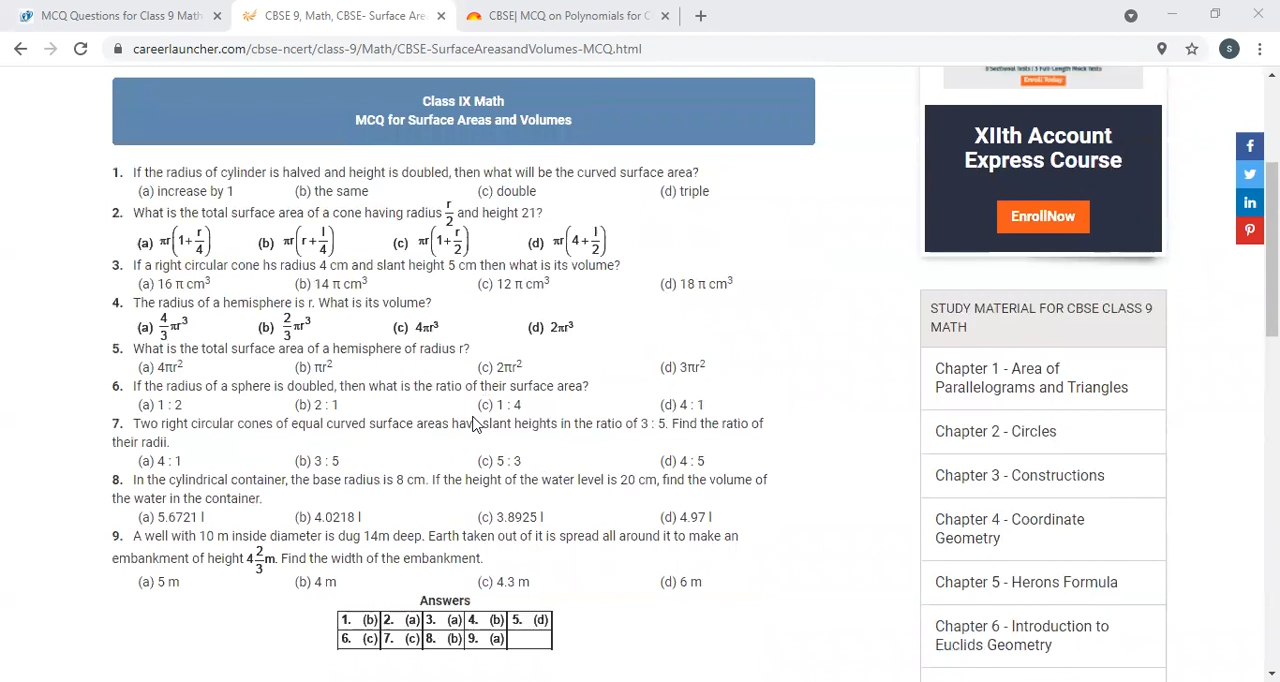 MCQ Questions for Class 9 Math
CBSE 9, Math, CBSE- Surface Are
CBSE| MCQ on Polynomials for C
careerlauncher.com/cbse-ncert/class-9/Math/CBSE-SurfaceAreasandVolumes-MCQ.html
S
Class IX Math
MCQ for Surface Areas and Volumes
1. If the radius of cylinder is halved and height is doubled, then what will be the curved surface area?
(a) increase by 1 (b) the same (c) double (d) triple
2. What is the total surface area of a cone having radius r/2 and height 21?
(a) πr(1+r/4) (b) πr(r+l/4) (c) πr(1+r/2) (d) πr(4+l/2)
3. If a right circular cone hs radius 4 cm and slant height 5 cm then what is its volume?
(a) 16 π cm³ (b) 14 π cm³ (c) 12 π cm³ (d) 18 π cm³
4. The radius of a hemisphere is r. What is its volume?
(a) 4/3 πr³ (b) 2/3 πr³ (c) 4πr³ (d) 2πr³
5. What is the total surface area of a hemisphere of radius r?
(a) 4πr² (b) πr² (c) 2πr² (d) 3πr²
6. If the radius of a sphere is doubled, then what is the ratio of their surface area?
(a) 1 : 2 (b) 2 : 1 (c) 1 : 4 (d) 4 : 1
7. Two right circular cones of equal curved surface areas have slant heights in the ratio of 3 : 5. Find the ratio of
their radii.
(a) 4 : 1 (b) 3 : 5 (c) 5 : 3 (d) 4 : 5
8. In the cylindrical container, the base radius is 8 cm. If the height of the water level is 20 cm, find the volume of
the water in the container.
(a) 5.6721 l (b) 4.0218 l (c) 3.8925 l (d) 4.97 l
9. A well with 10 m inside diameter is dug 14m deep. Earth taken out of it is spread all around it to make an
embankment of height 4 2/3 m. Find the width of the embankment.
(a) 5 m (b) 4 m (c) 4.3 m (d) 6 m
Answers
1. (b) 2. (a) 3. (a) 4. (b) 5. (d)
6. (c) 7. (c) 8. (b) 9. (a)
Enroll Today
XIIth Account
Express Course
EnrollNow
STUDY MATERIAL FOR CBSE CLASS 9
MATH
Chapter 1 - Area of
Parallelograms and Triangles
Chapter 2 - Circles
Chapter 3 - Constructions
Chapter 4 - Coordinate
Geometry
Chapter 5 - Herons Formula
Chapter 6 - Introduction to
Euclids Geometry